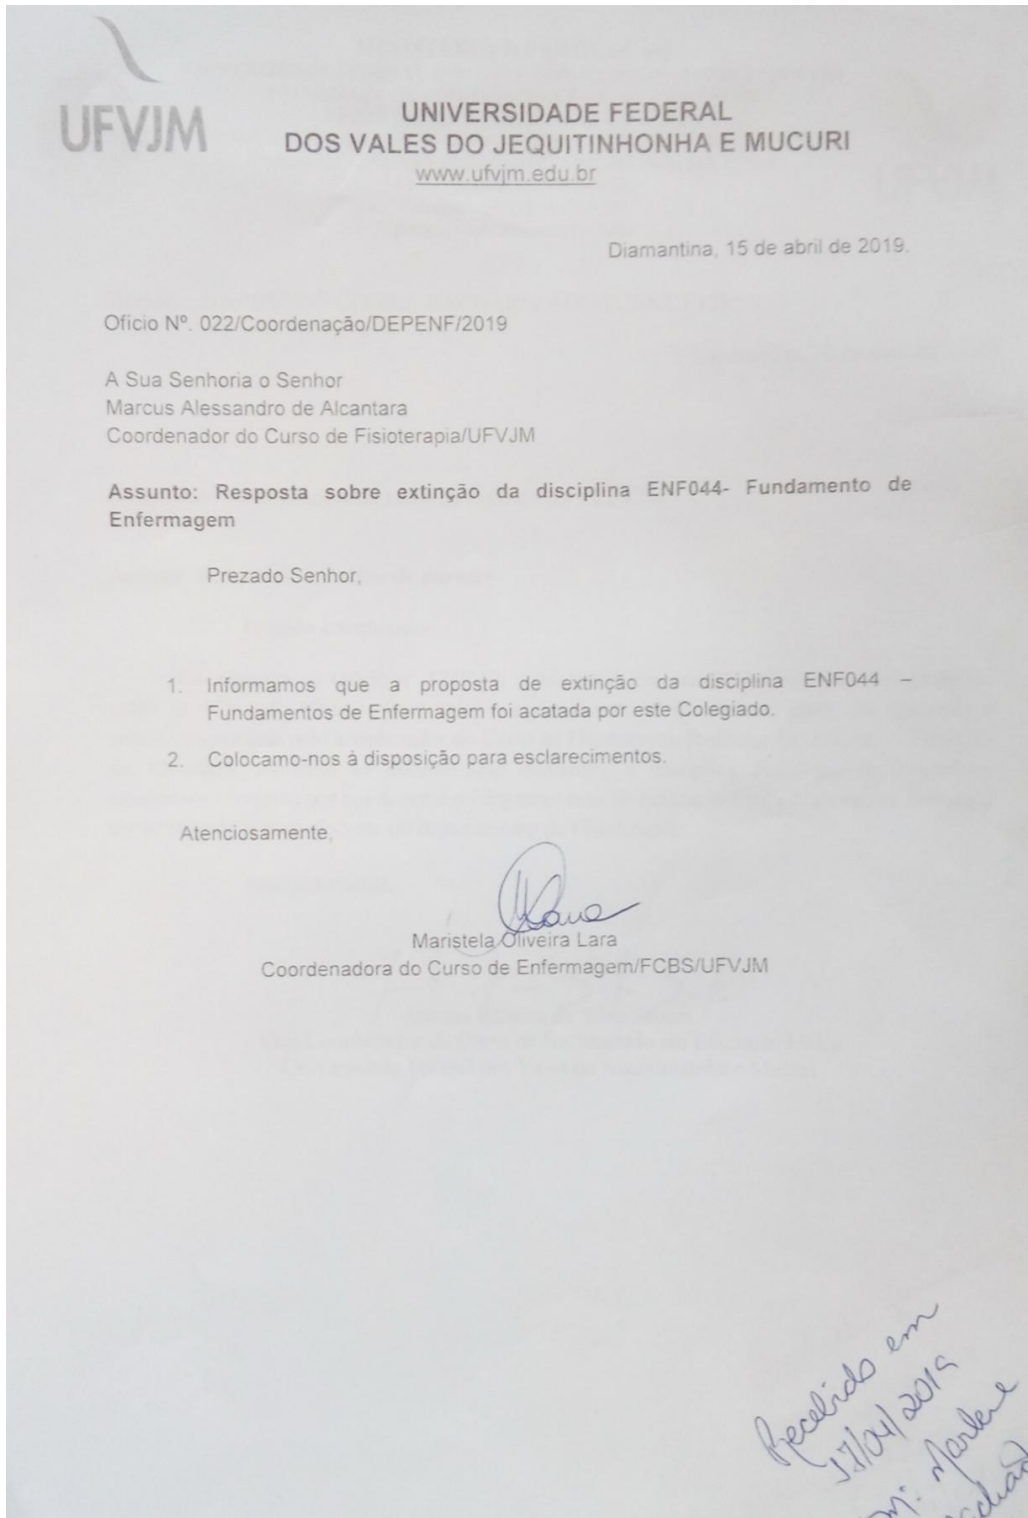 UFVJM
UNIVERSIDADE FEDERAL
DOS VALES DO JEQUITINHONHA E MUCURI
www.ufvjm.edu.br
Diamantina, 15 de abril de 2019.
Ofício Nº. 022/Coordenação/DEPENF/2019
A Sua Senhoria o Senhor
Marcus Alessandro de Alcantara
Coordenador do Curso de Fisioterapia/UFVJM
Assunto: Resposta sobre extinção da disciplina ENF044- Fundamento de
Enfermagem
Prezado Senhor,
1. Informamos que a proposta de extinção da disciplina ENF044 –
Fundamentos de Enfermagem foi acatada por este Colegiado.
2. Colocamo-nos à disposição para esclarecimentos.
Atenciosamente,
Maristela Oliveira Lara
Coordenadora do Curso de Enfermagem/FCBS/UFVJM
Recebido em
17/04/2019
Marlene